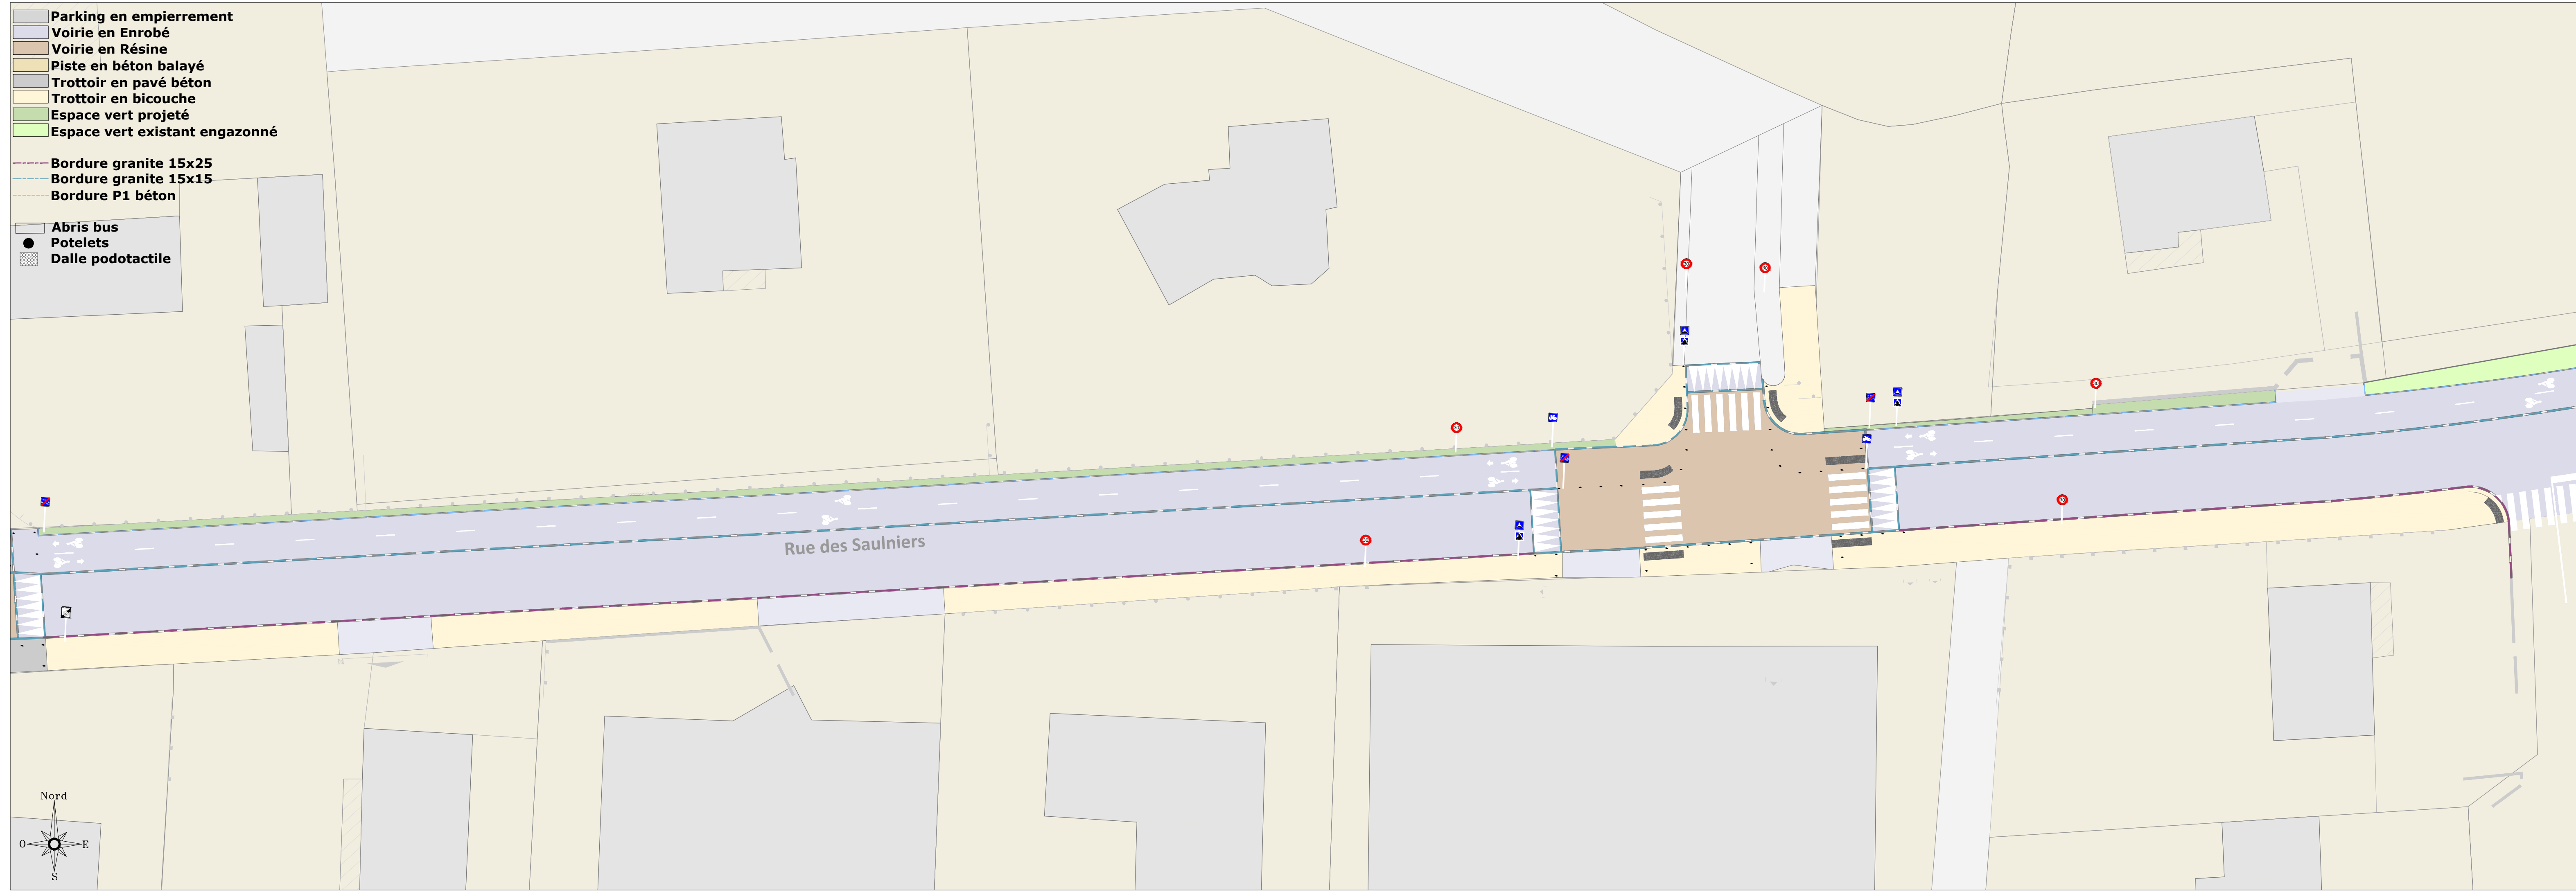 Parking en empierrement
Voirie en Enrobé
Voirie en Résine
Piste en béton balayé
Trottoir en pavé béton
Trottoir en bicouche
Espace vert projeté
Espace vert existant engazonné
Bordure granite 15x25
Bordure granite 15x15
Bordure P1 béton
Abris bus
Potelets
Dalle podotactile
Rue des Saulniers
Nord
O E
S